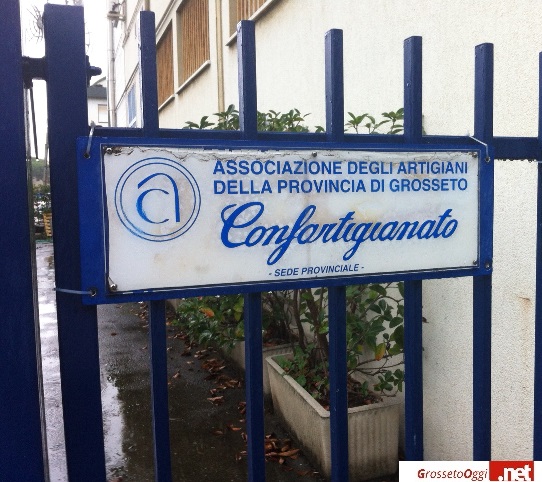 ASSOCIAZIONE DEGLI ARTIGIANI
DELLA PROVINCIA DI GROSSETO
Confartigianato
- SEDE PROVINCIALE -
GROSSETOOGGI.net